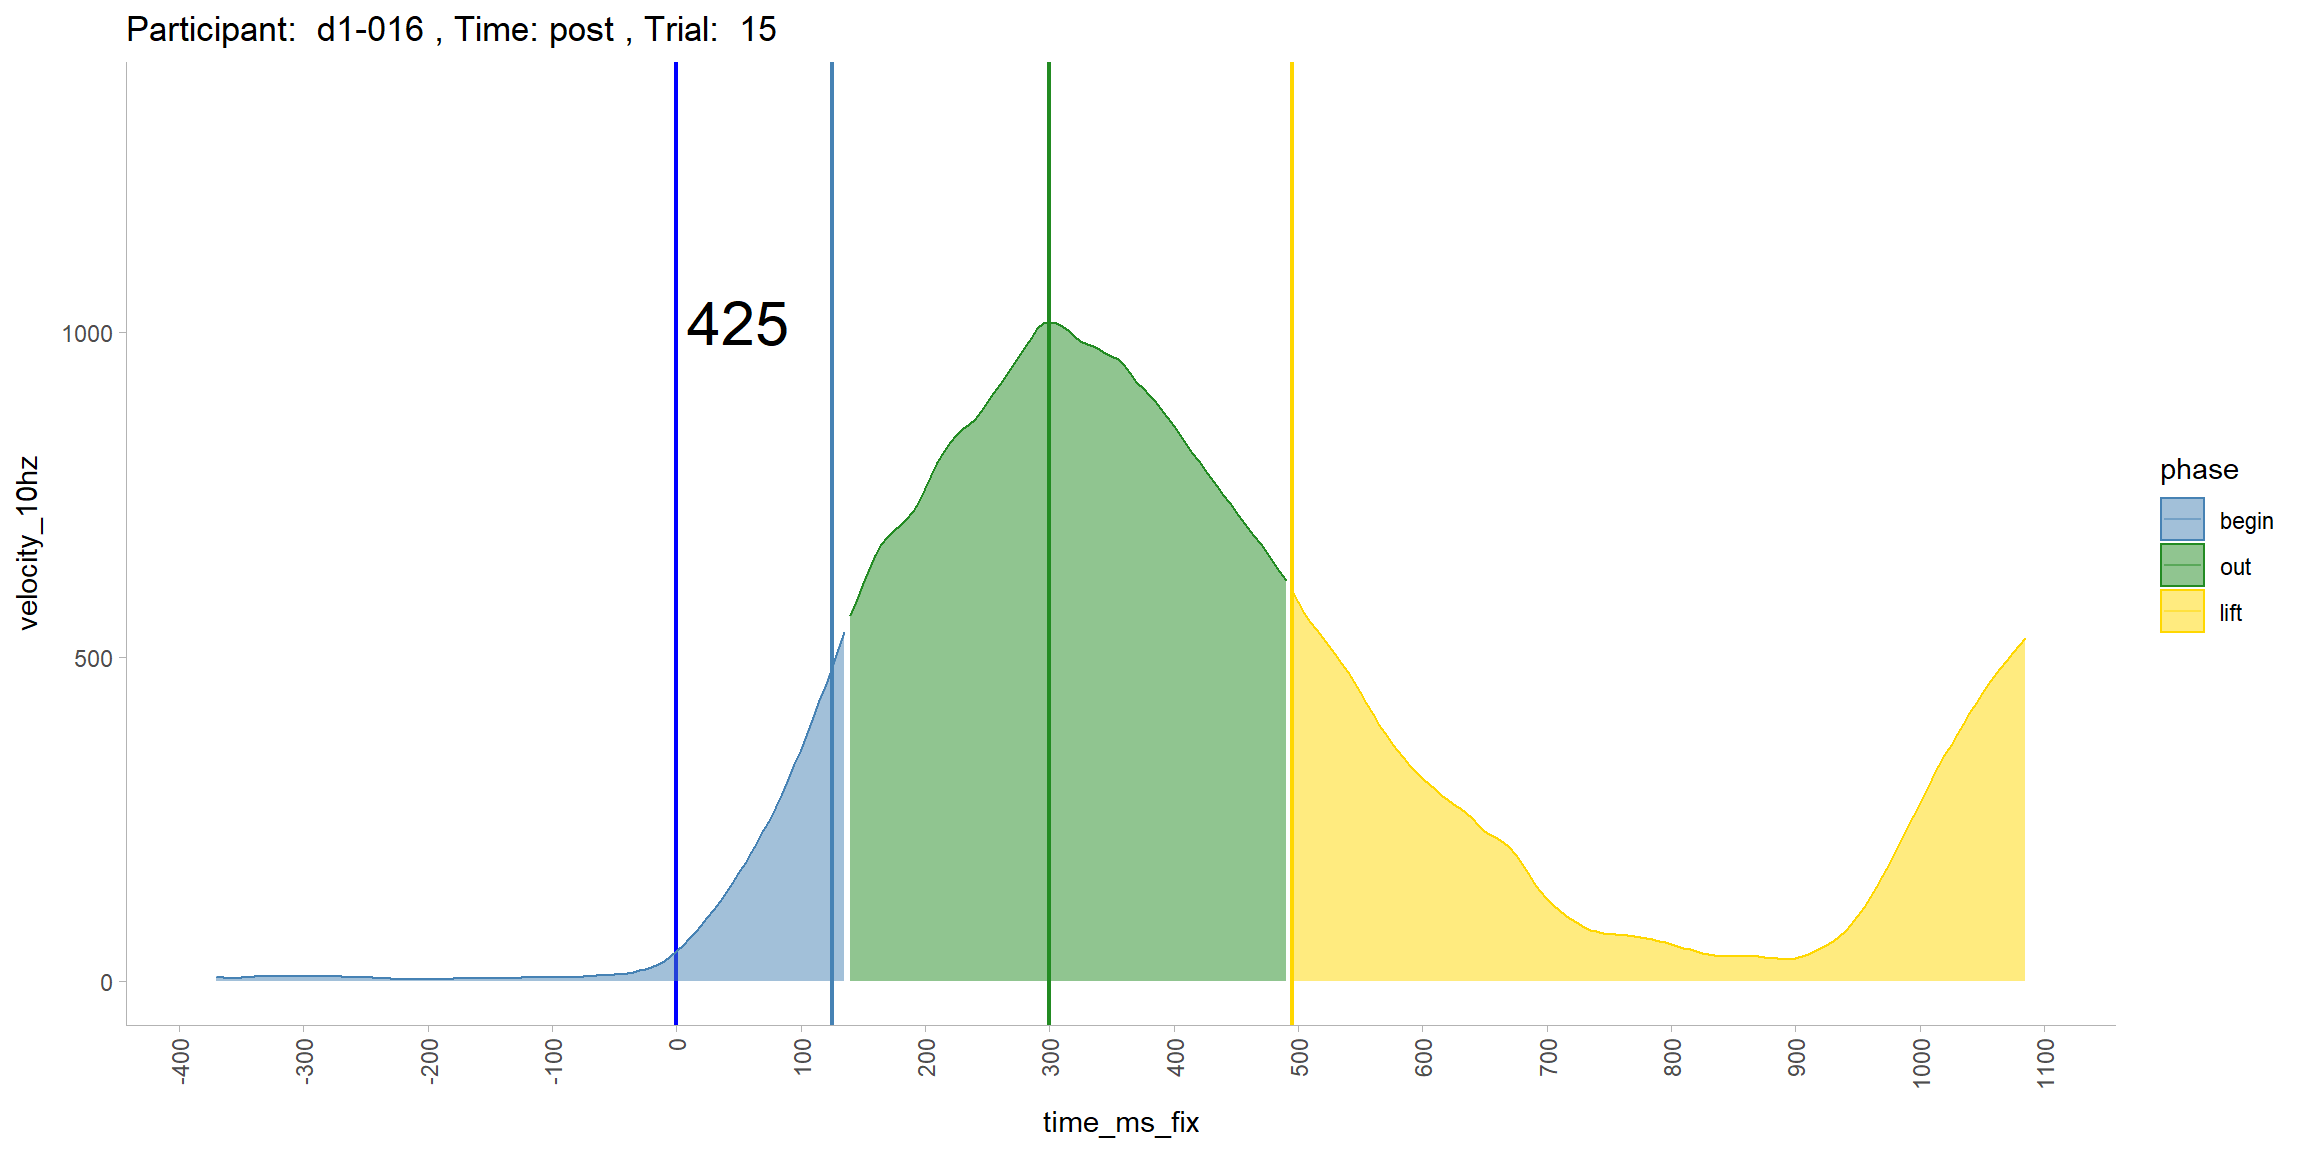 Participant:  d1-016 , Time: post , Trial:  15
425
1000
500
0
velocity_10hz
-400 -300 -200 -100 0 100 200 300 400 500 600 700 800 900 1000 1100
time_ms_fix
phase
begin
out
lift